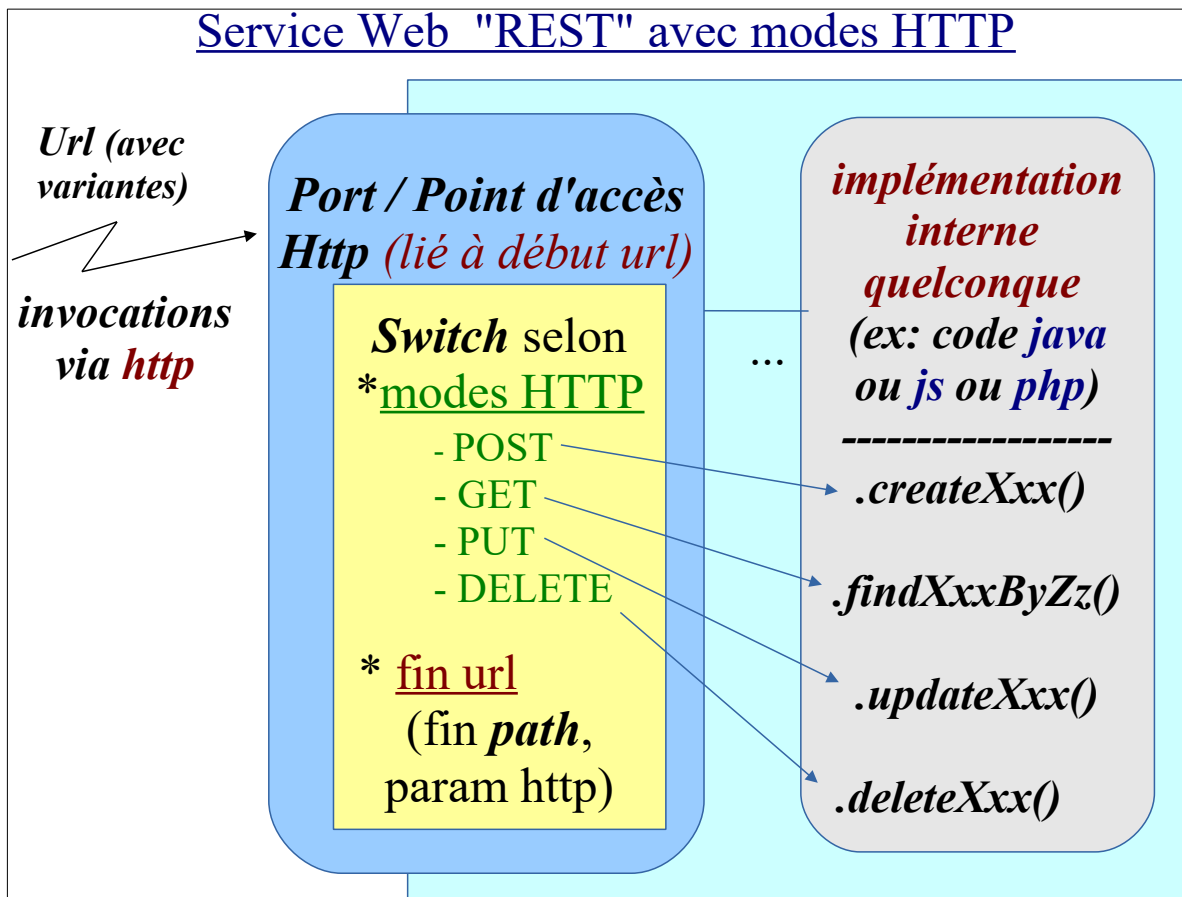 Service Web "REST" avec modes HTTP
Url (avec
variantes)
invocations
via http
Port / Point d'accès
Http (lié à début url)
Switch selon
*modes HTTP
- POST
- GET
- PUT
- DELETE
* fin url
(fin path,
param http)
...
implémentation
interne
quelconque
(ex: code java
ou js ou php)
------------------
.createXxx()
.findXxxByZz()
.updateXxx()
.deleteXxx()